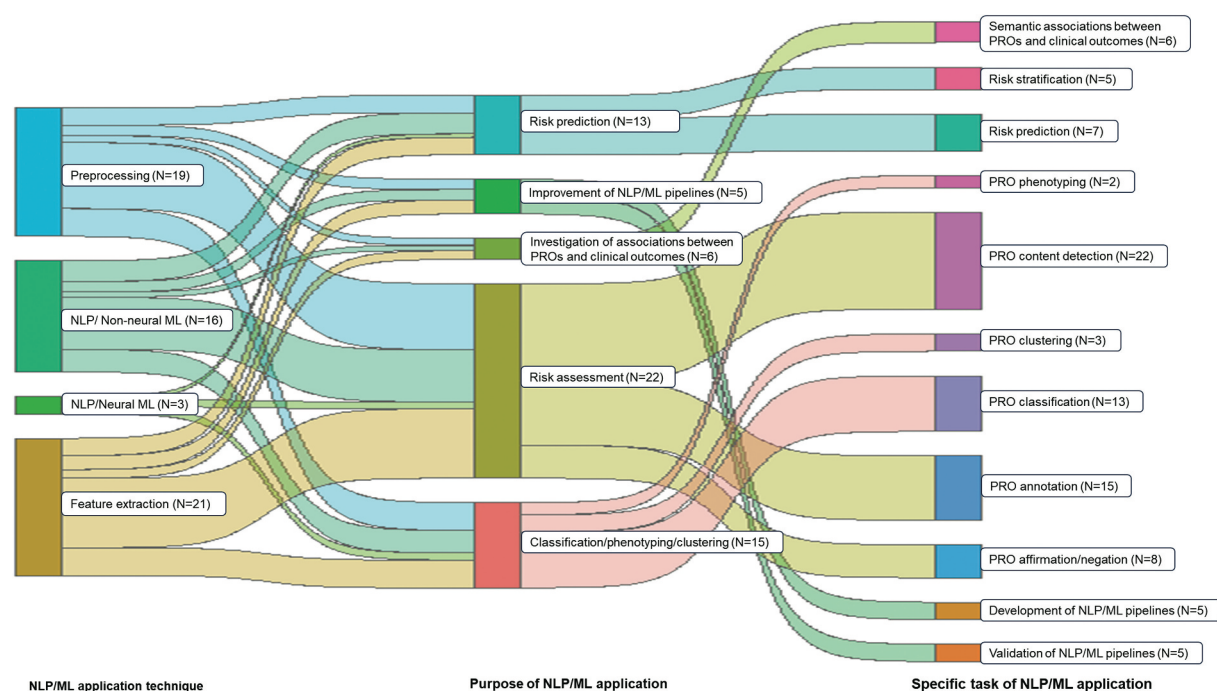 Preprocessing (N=19)
NLP/ Non-neural ML (N=16)
NLP/Neural ML (N=3)
Feature extraction (N=21)
NLP/ML application technique
Risk prediction (N=13)
Improvement of NLP/ML pipelines (N=5)
Investigation of associations between
PROs and clinical outcomes (N=6)
Risk assessment (N=22)
Classification/phenotyping/clustering (N=15)
Purpose of NLP/ML application
Semantic associations between
PROs and clinical outcomes (N=6)
Risk stratification (N=5)
Risk prediction (N=7)
PRO phenotyping (N=2)
PRO content detection (N=22)
PRO clustering (N=3)
PRO classification (N=13)
PRO annotation (N=15)
PRO affirmation/negation (N=8)
Development of NLP/ML pipelines (N=5)
Validation of NLP/ML pipelines (N=5)
Specific task of NLP/ML application